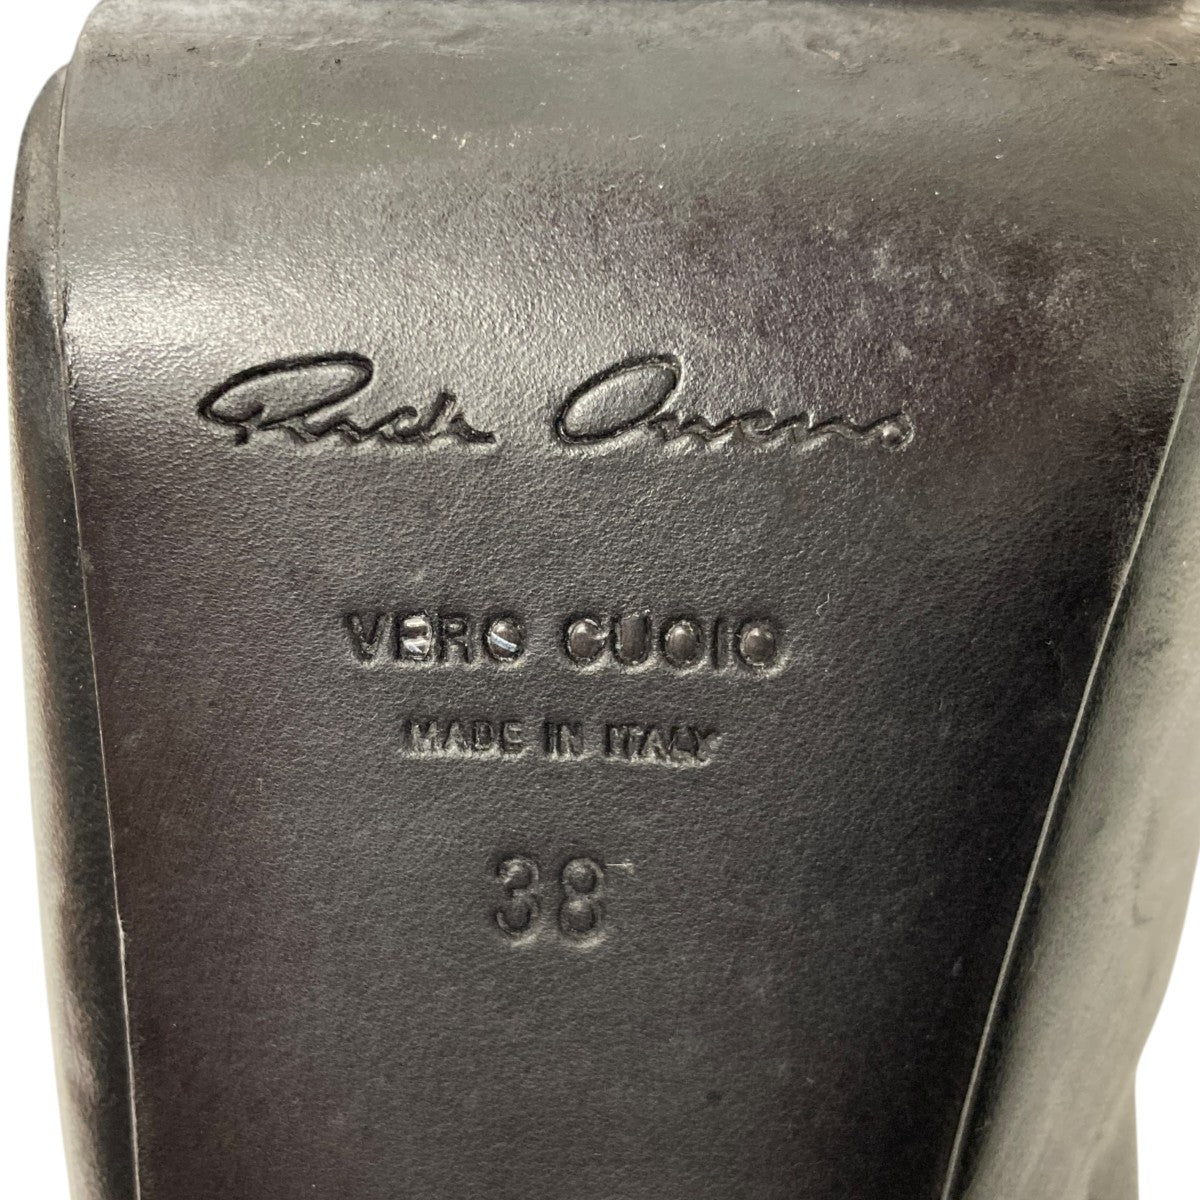 Rick Owens
VERO CUOIO
MADE IN ITALY
38